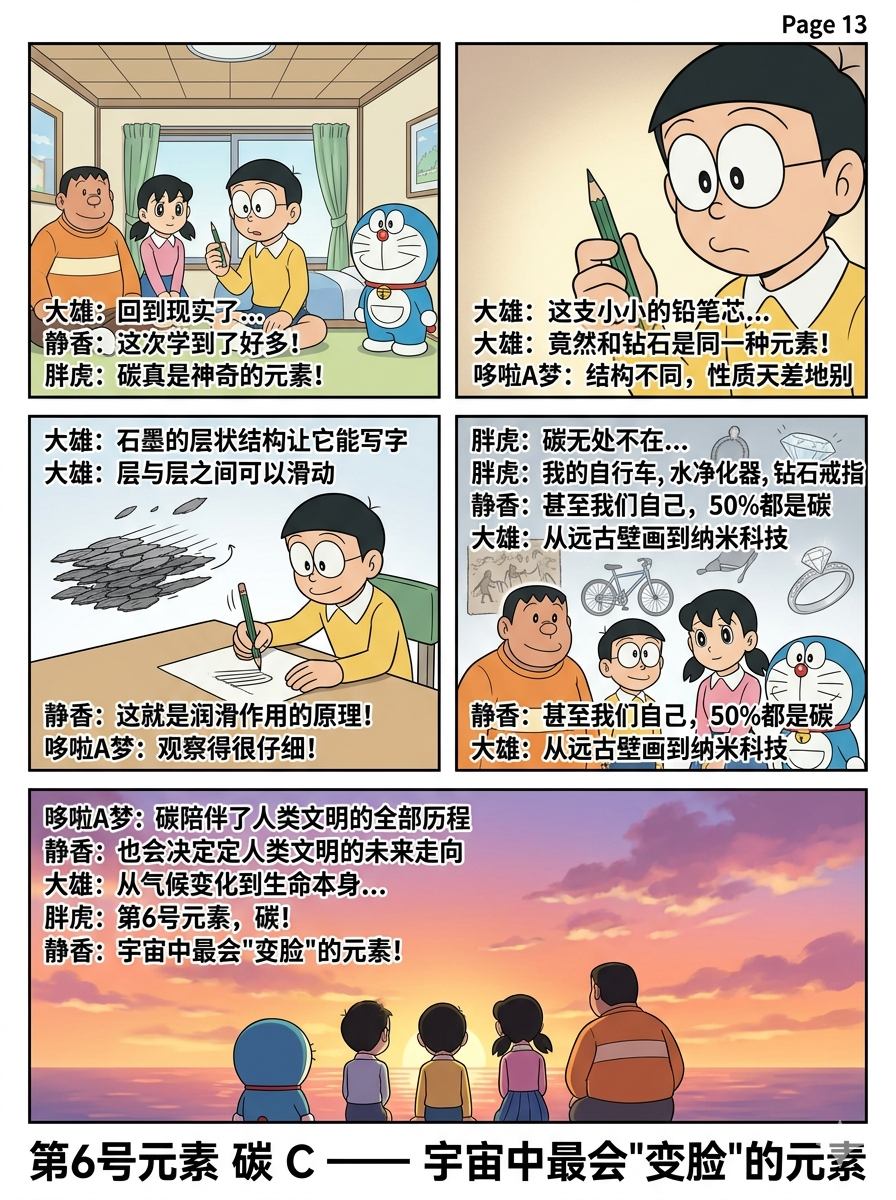 Page 13
大雄：回到现实了...
静香：这次学到了好多！
胖虎：碳真是神奇的元素！
大雄：这支小小的铅笔芯...
大雄：竟然和钻石是同一种元素！
哆啦A梦：结构不同，性质天差地别
大雄：石墨的层状结构让它能写字
大雄：层与层之间可以滑动
静香：这就是润滑作用的原理！
哆啦A梦：观察得很仔细！
胖虎：碳无处不在...
胖虎：我的自行车, 水净化器, 钻石戒指
静香：甚至我们自己，50%都是碳
大雄：从远古壁画到纳米科技
静香：甚至我们自己，50%都是碳
大雄：从远古壁画到纳米科技
哆啦A梦：碳陪伴了人类文明的全部历程
静香：也会决定定人类文明的未来走向
大雄：从气候变化到生命本身...
胖虎：第6号元素，碳！
静香：宇宙中最会"变脸"的元素！
第6号元素 碳 C —— 宇宙中最会"变脸"的元素